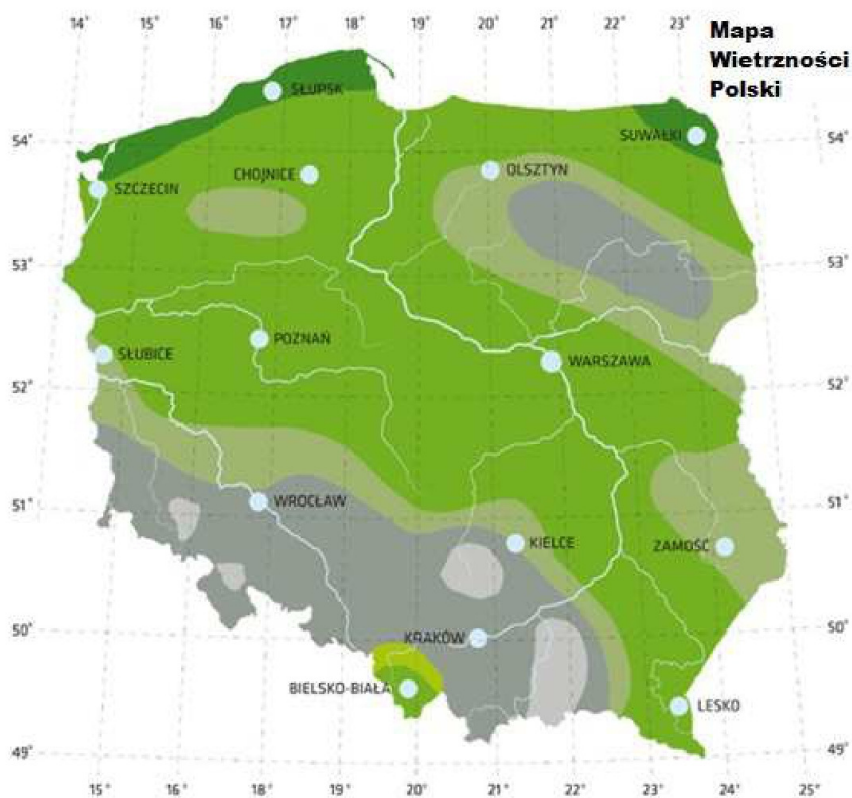 14° 15° 16° 17° 18° 19° 20° 21° 22° 23°
Mapa
Wietrzności
Polski
SŁUPSK
54° SUWAŁKI 54°
CHOJNICE OLSZTYN
SZCZECIN
53° 53°
POZNAŃ
SŁUBICE WARSZAWA
52° 52°
51° WROCŁAW 51°
KIELCE ZAMOŚĆ
50° KRAKÓW 50°
BIELSKO-BIAŁA LESKO
49° 49°
15° 16° 17° 18° 19° 20° 21° 22° 23° 24° 25°